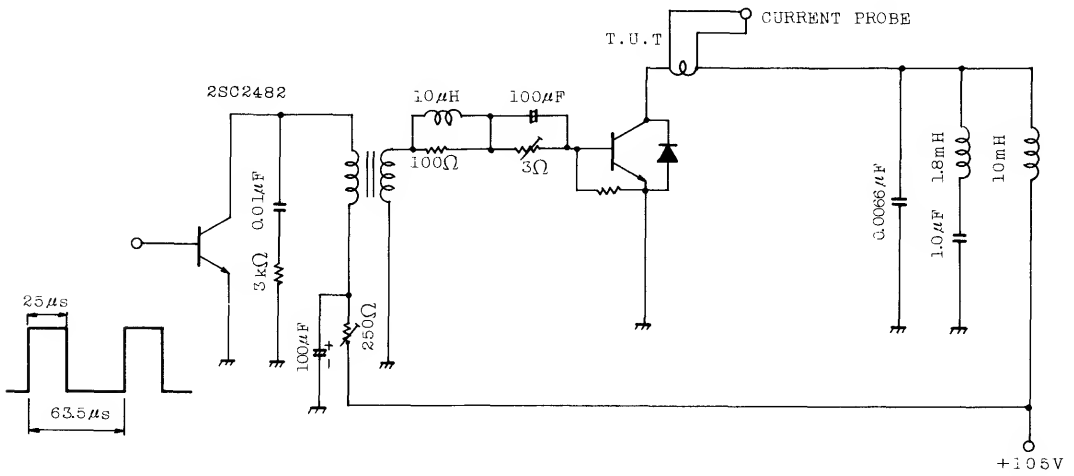 CURRENT PROBE
T.U.T
2SC2482
10μH
100μF
100Ω
3Ω
0.01μF
3kΩ
0.0066μF
1.8mH
10mH
1.0μF
25μs
100μF
+
−
250Ω
63.5μs
+105V